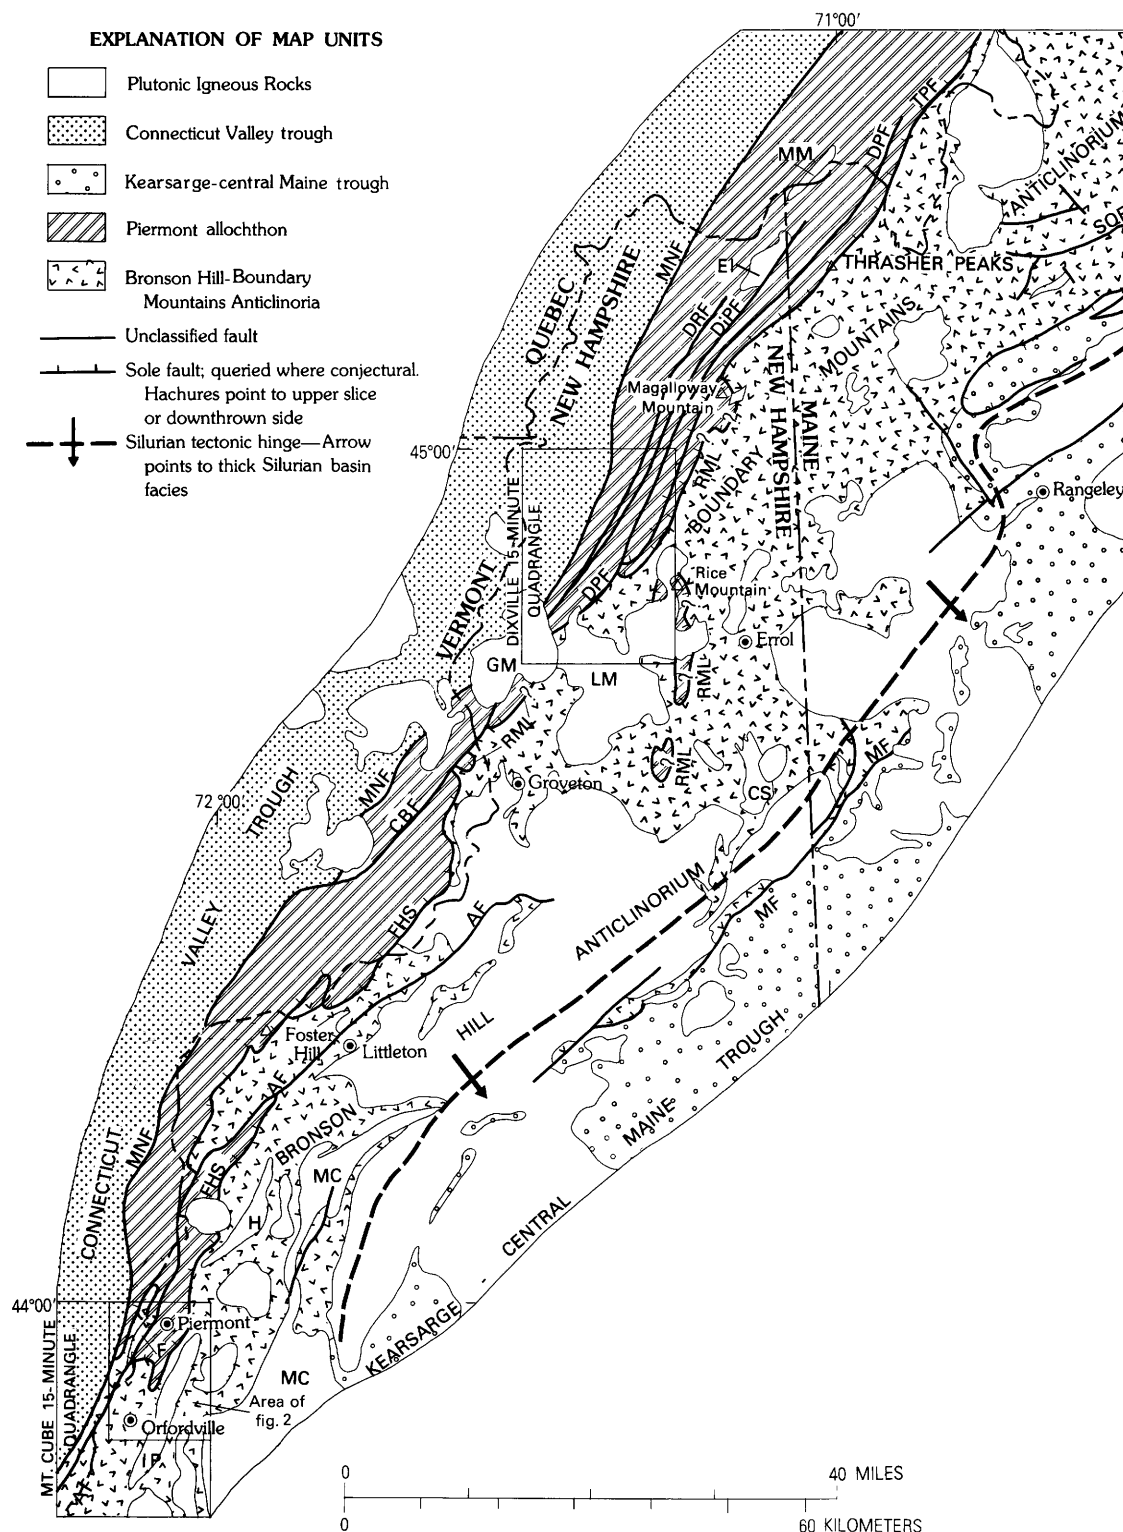 EXPLANATION OF MAP UNITS
Plutonic Igneous Rocks
Connecticut Valley trough
Kearsarge-central Maine trough
Piermont allochthon
Bronson Hill-Boundary
Mountains Anticlinoria
Unclassified fault
Sole fault; queried where conjectural.
Hachures point to upper slice
or downthrown side
Silurian tectonic hinge—Arrow
points to thick Silurian basin
facies
71°00′
TPF
DPF
MM
ANTICLINORIUM
MNF
EI
THRASHER PEAKS
QUEBEC
NEW HAMPSHIRE
DRF
DiPF
MOUNTAINS
Magalloway
Mountain
NEW HAMPSHIRE
MAINE
45°00′
RML
BOUNDARY
Rangeley
DIXVILLE 15-MINUTE
QUADRANGLE
DPF
Rice
Mountain
VERMONT
Errol
GM
LM
RML
RML
MF
MNF
Groveton
RML
CS
72°00′
TROUGH
CBF
ANTICLINORIUM
MF
VALLEY
FHS
AF
HILL
Foster
Hill
Littleton
TROUGH
AF
BRONSON
MAINE
CONNECTICUT
MNF
FHS
MC
H
CENTRAL
44°00′
Piermont
F
KEARSARGE
MT. CUBE 15-MINUTE
QUADRANGLE
MC
Area of
fig. 2
Orfordville
0
40 MILES
0
60 KILOMETERS